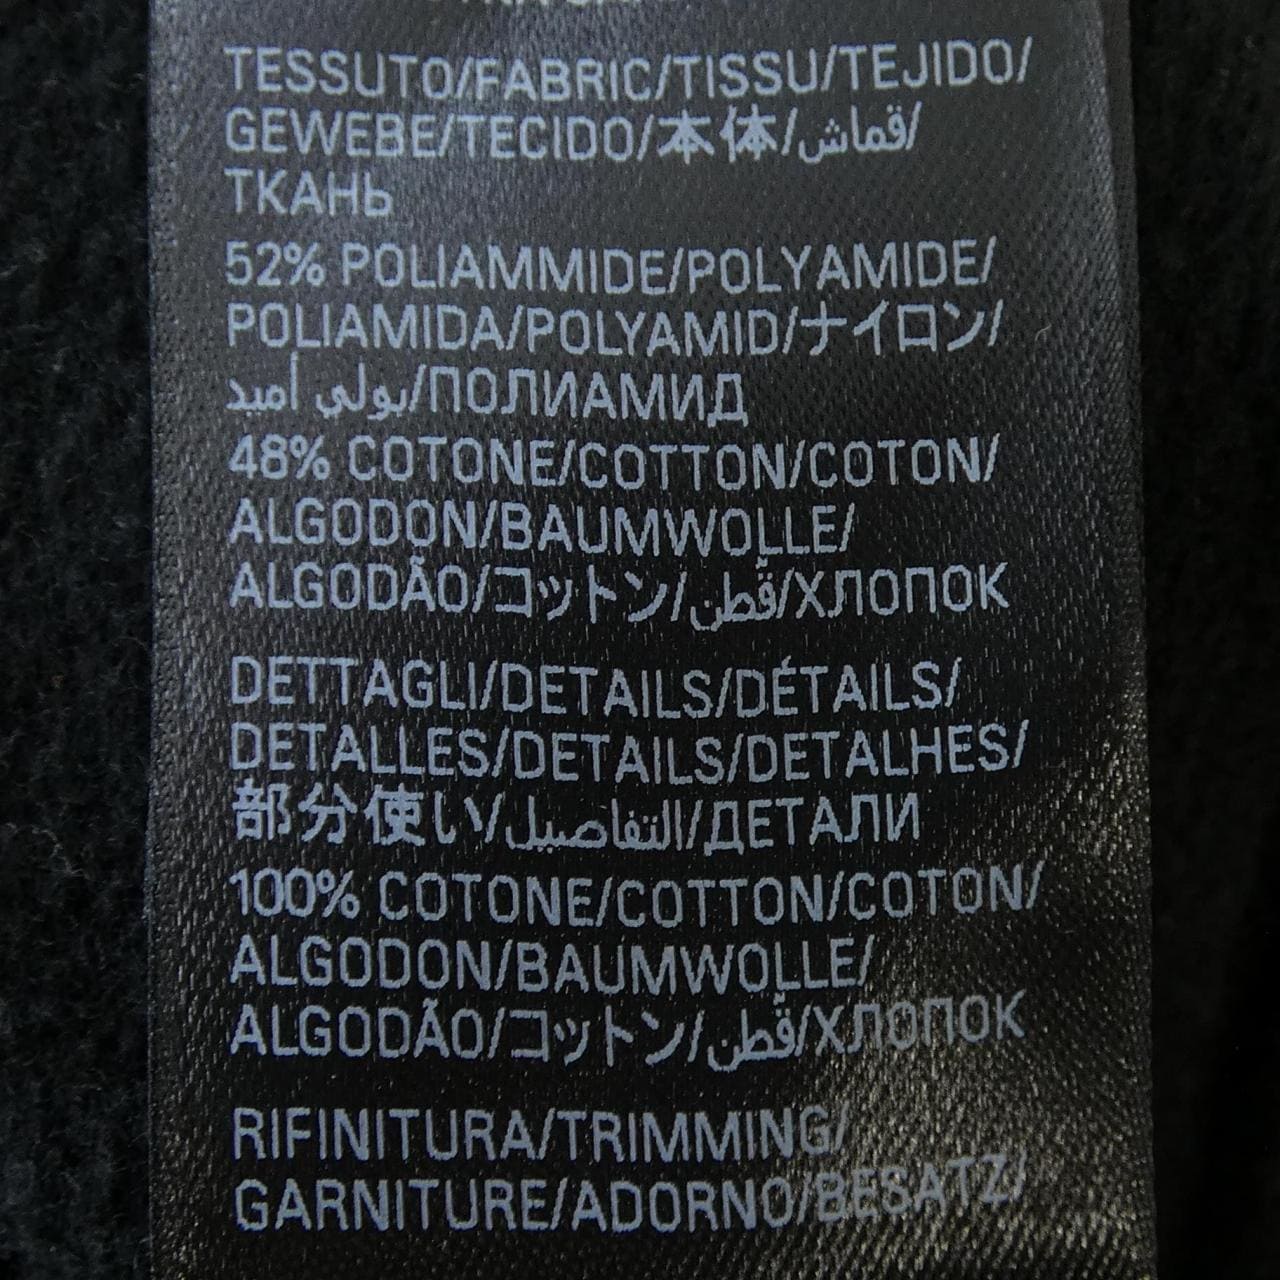 TESSUTO/FABRIC/TISSU/TEJIDO/
GEWEBE/TECIDO/本体/قماش/
ТКАНЬ
52% POLIAMMIDE/POLYAMIDE/
POLIAMIDA/POLYAMID/ナイロン/
بولي أميد/ПОЛИАМИД
48% COTONE/COTTON/COTON/
ALGODON/BAUMWOLLE/
ALGODÃO/コットン/قطن/ХЛОПОК
DETTAGLI/DETAILS/DÉTAILS/
DETALLES/DETAILS/DETALHES/
部分使い/التفاصيل/ДЕТАЛИ
100% COTONE/COTTON/COTON/
ALGODON/BAUMWOLLE/
ALGODÃO/コットン/قطن/ХЛОПОК
RIFINITURA/TRIMMING/
GARNITURE/ADORNO/BESATZ/